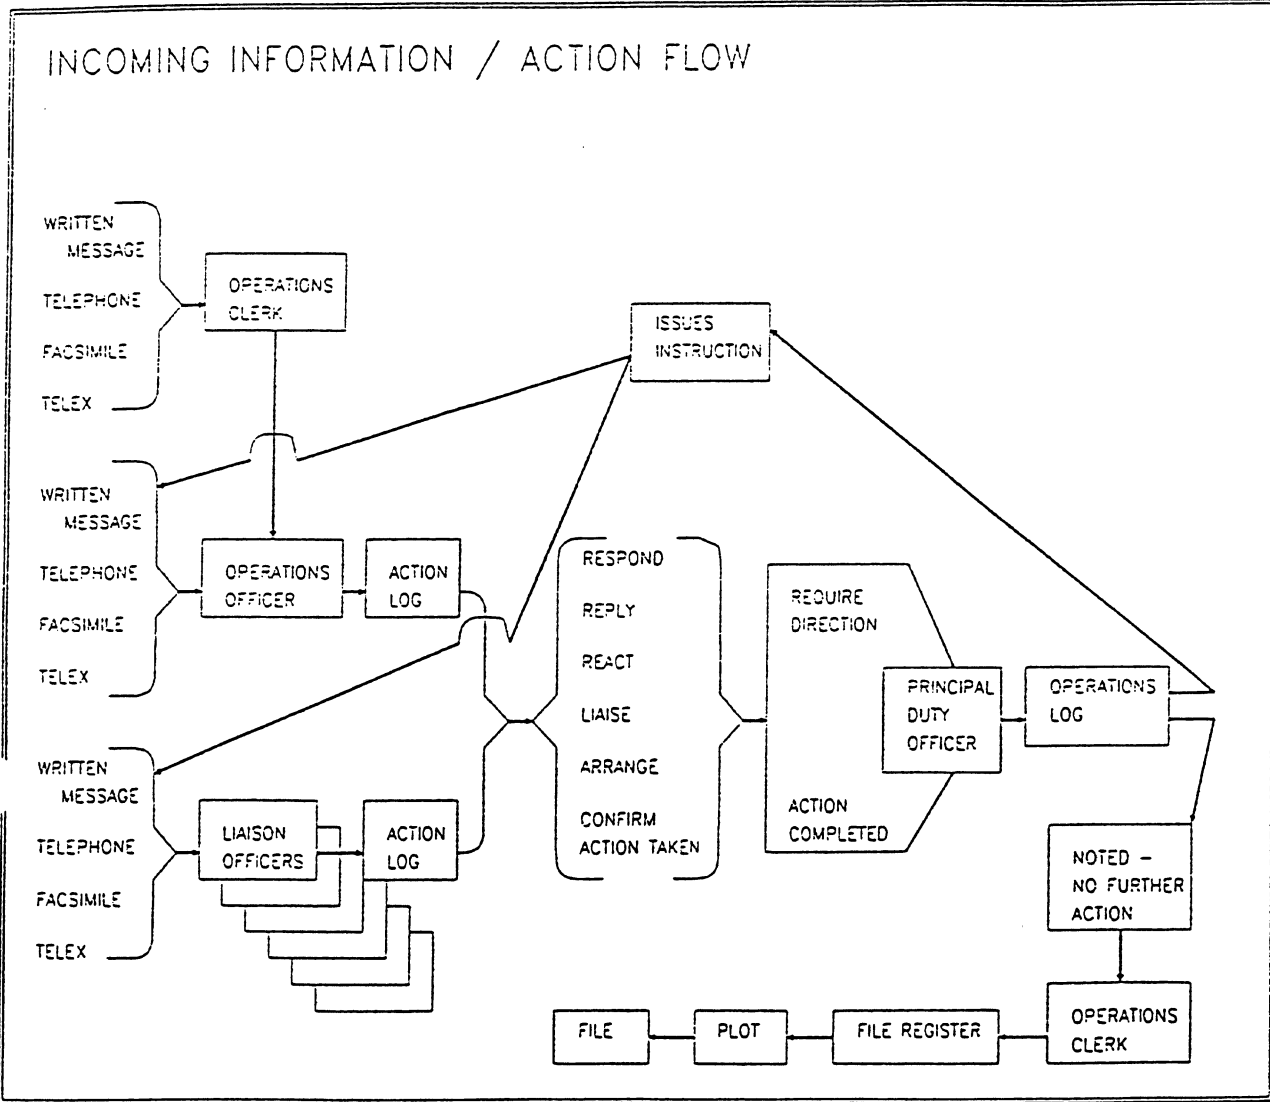 INCOMING INFORMATION / ACTION FLOW
WRITTEN
MESSAGE
TELEPHONE
FACSIMILE
TELEX
OPERATIONS
CLERK
ISSUES
INSTRUCTION
WRITTEN
MESSAGE
TELEPHONE
FACSIMILE
TELEX
OPERATIONS
OFFICER
ACTION
LOG
WRITTEN
MESSAGE
TELEPHONE
FACSIMILE
TELEX
LIAISON
OFFICERS
ACTION
LOG
RESPOND
REPLY
REACT
LIAISE
ARRANGE
CONFIRM
ACTION TAKEN
REQUIRE
DIRECTION
ACTION
COMPLETED
PRINCIPAL
DUTY
OFFICER
OPERATIONS
LOG
NOTED -
NO FURTHER
ACTION
OPERATIONS
CLERK
FILE REGISTER
PLOT
FILE